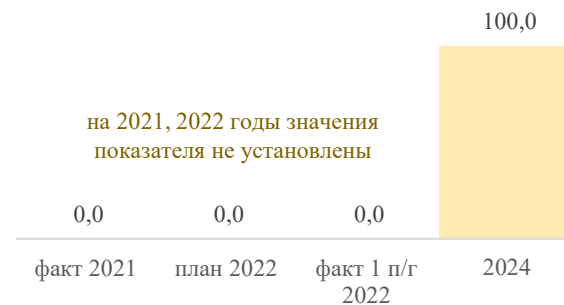 100,0
на 2021, 2022 годы значения
показателя не установлены
0,0
0,0
0,0
факт 2021
план 2022
факт 1 п/г
2022
2024